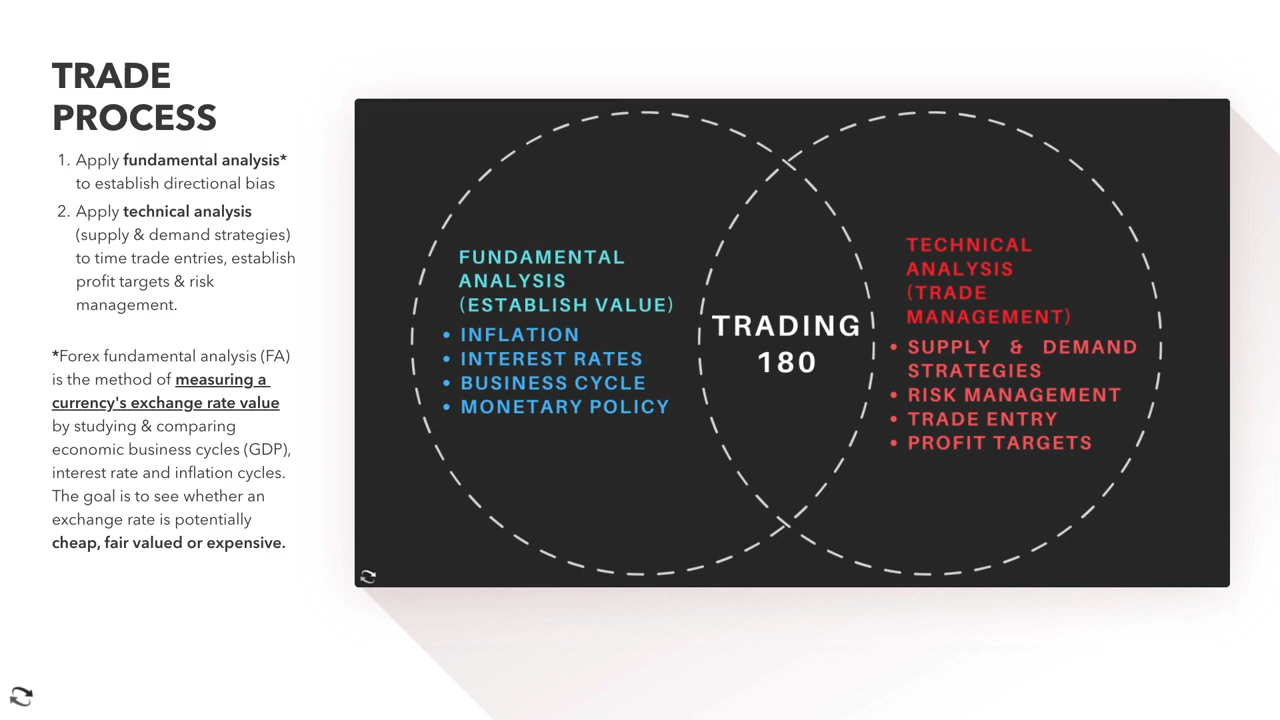 TRADE
PROCESS
1. Apply fundamental analysis*
to establish directional bias
2. Apply technical analysis
(supply & demand strategies)
to time trade entries, establish
profit targets & risk
management.
*Forex fundamental analysis (FA)
is the method of measuring a
currency's exchange rate value
by studying & comparing
economic business cycles (GDP),
interest rate and inflation cycles.
The goal is to see whether an
exchange rate is potentially
cheap, fair valued or expensive.
FUNDAMENTAL
ANALYSIS
(ESTABLISH VALUE)
• INFLATION
• INTEREST RATES
• BUSINESS CYCLE
• MONETARY POLICY
TRADING
180
TECHNICAL
ANALYSIS
(TRADE
MANAGEMENT)
• SUPPLY & DEMAND
STRATEGIES
• RISK MANAGEMENT
• TRADE ENTRY
• PROFIT TARGETS